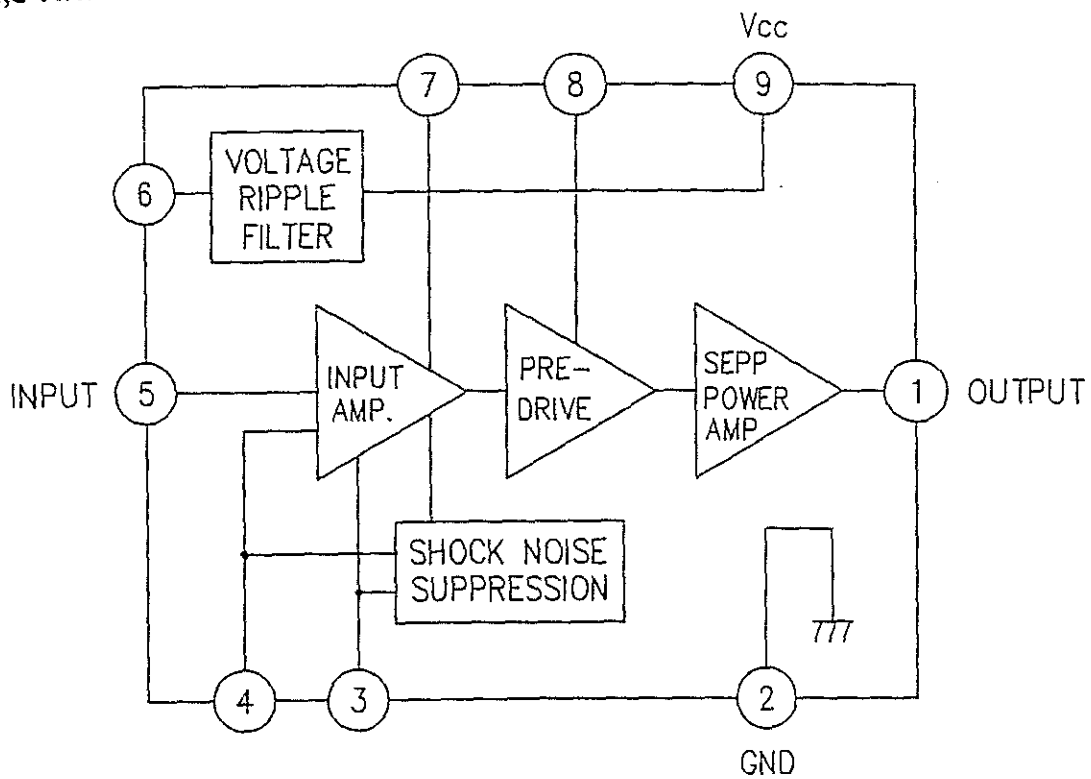 Vcc
7
8
9
VOLTAGE
RIPPLE
FILTER
6
INPUT
5
INPUT
AMP.
PRE-
DRIVE
SEPP
POWER
AMP
1
OUTPUT
SHOCK NOISE
SUPPRESSION
4
3
2
GND